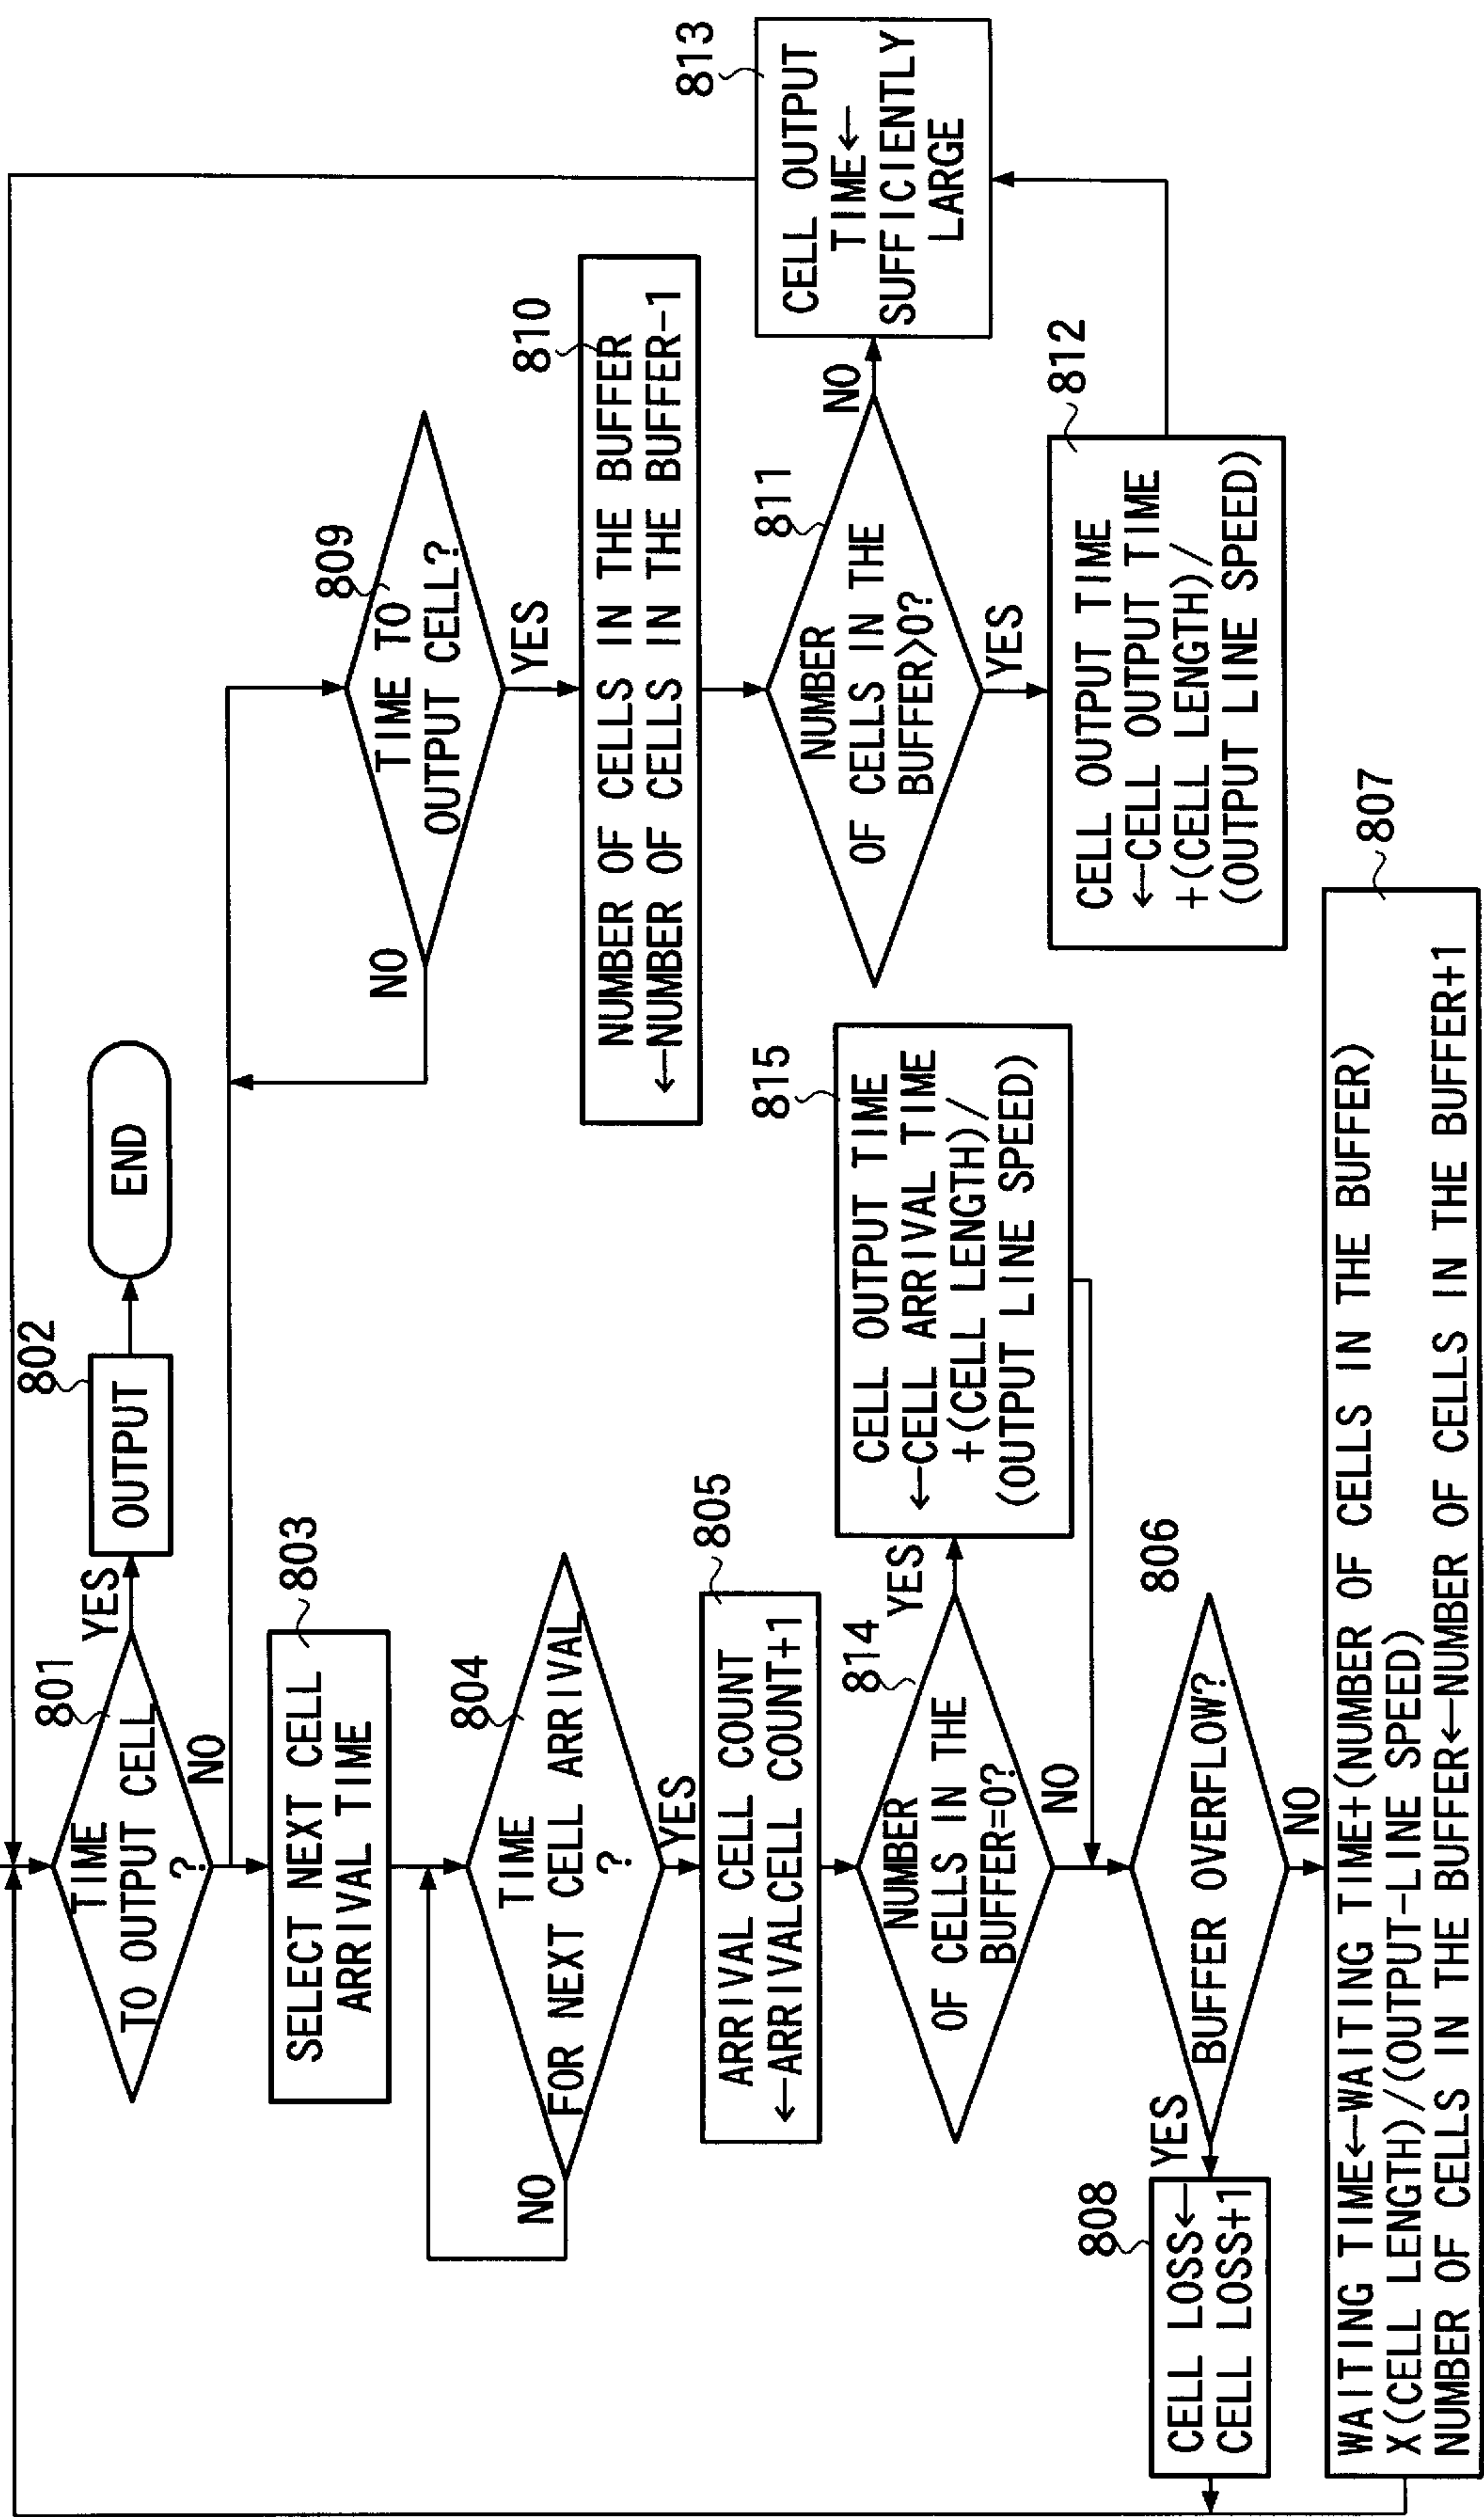 801
TIME
TO OUTPUT CELL
?
YES
NO
802
OUTPUT
END
803
SELECT NEXT CELL
ARRIVAL TIME
804
TIME
FOR NEXT CELL ARRIVAL
?
NO
YES
805
ARRIVAL CELL COUNT
←ARRIVALCELL COUNT+1
814
NUMBER
OF CELLS IN THE
BUFFER=0?
YES
NO
815
CELL OUTPUT TIME
←CELL ARRIVAL TIME
+(CELL LENGTH)/
(OUTPUT LINE SPEED)
806
BUFFER OVERFLOW?
YES
NO
808
CELL LOSS←
CELL LOSS+1
807
WAITING TIME←WAITING TIME+(NUMBER OF CELLS IN THE BUFFER)
X(CELL LENGTH)/(OUTPUT-LINE SPEED)
NUMBER OF CELLS IN THE BUFFER←NUMBER OF CELLS IN THE BUFFER+1
809
TIME TO
OUTPUT CELL?
NO
YES
810
NUMBER OF CELLS IN THE BUFFER
←NUMBER OF CELLS IN THE BUFFER-1
811
NUMBER
OF CELLS IN THE
BUFFER>0?
NO
YES
812
CELL OUTPUT TIME
←CELL OUTPUT TIME
+(CELL LENGTH)/
(OUTPUT LINE SPEED)
813
CELL OUTPUT
TIME←
SUFFICIENTLY
LARGE